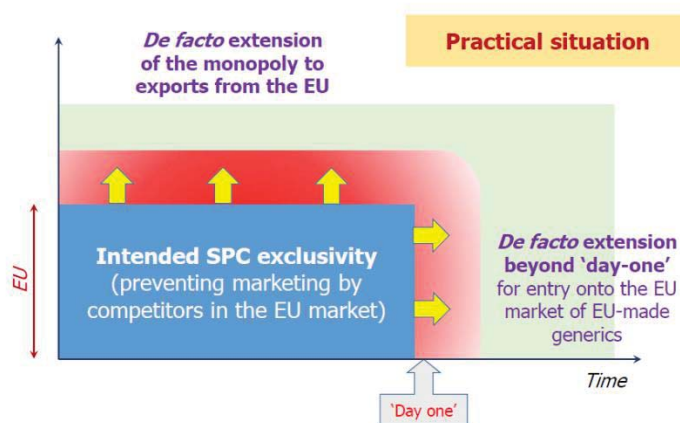 De facto extension
of the monopoly to
exports from the EU
Practical situation
EU
Intended SPC exclusivity
(preventing marketing by
competitors in the EU market)
De facto extension
beyond ‘day-one’
for entry onto the EU
market of EU-made
generics
Time
‘Day one’